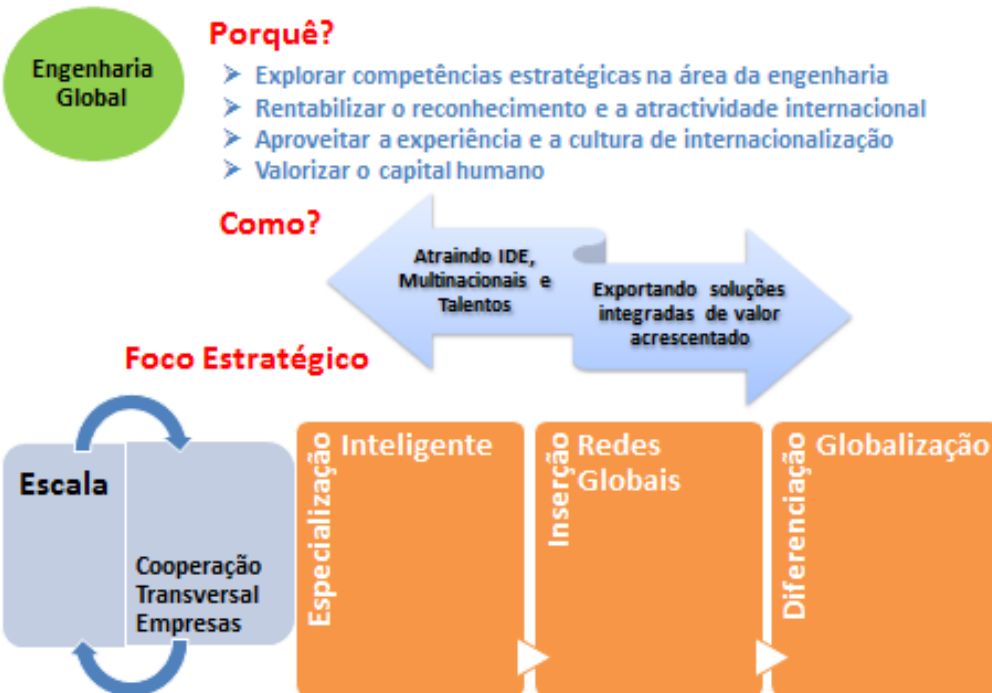 Engenharia
Global
Porquê?
➤ Explorar competências estratégicas na área da engenharia
➤ Rentabilizar o reconhecimento e a atractividade internacional
➤ Aproveitar a experiência e a cultura de internacionalização
➤ Valorizar o capital humano
Como?
Atraindo IDE,
Multinacionais e
Talentos
Exportando soluções
integradas de valor
acrescentado
Foco Estratégico
Escala
Cooperação
Transversal
Empresas
Especialização
Inteligente
Inserção
Redes
Globais
Diferenciação
Globalização